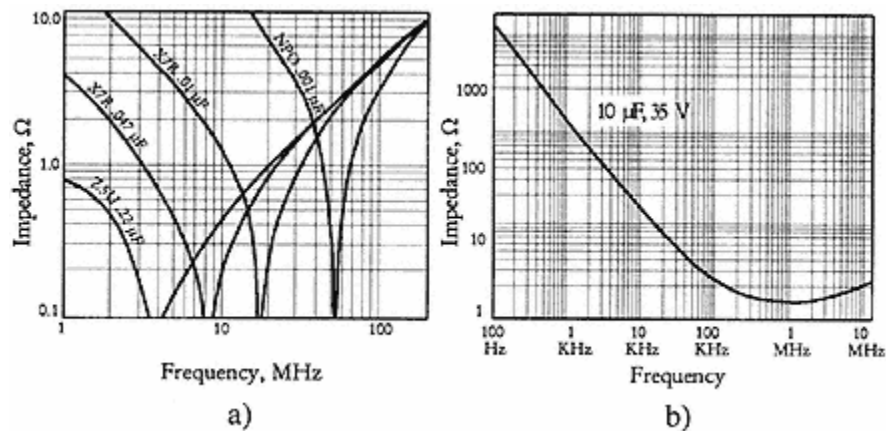 10.0
1.0
0.1
Impedance, Ω
NPO .001 µF
X7R .01 µF
X7R .047 µF
Z5U .22 µF
1
10
100
Frequency, MHz
a)
1000
100
10
1
Impedance, Ω
10 µF, 35 V
100 Hz
1 KHz
10 KHz
100 KHz
1 MHz
10 MHz
Frequency
b)